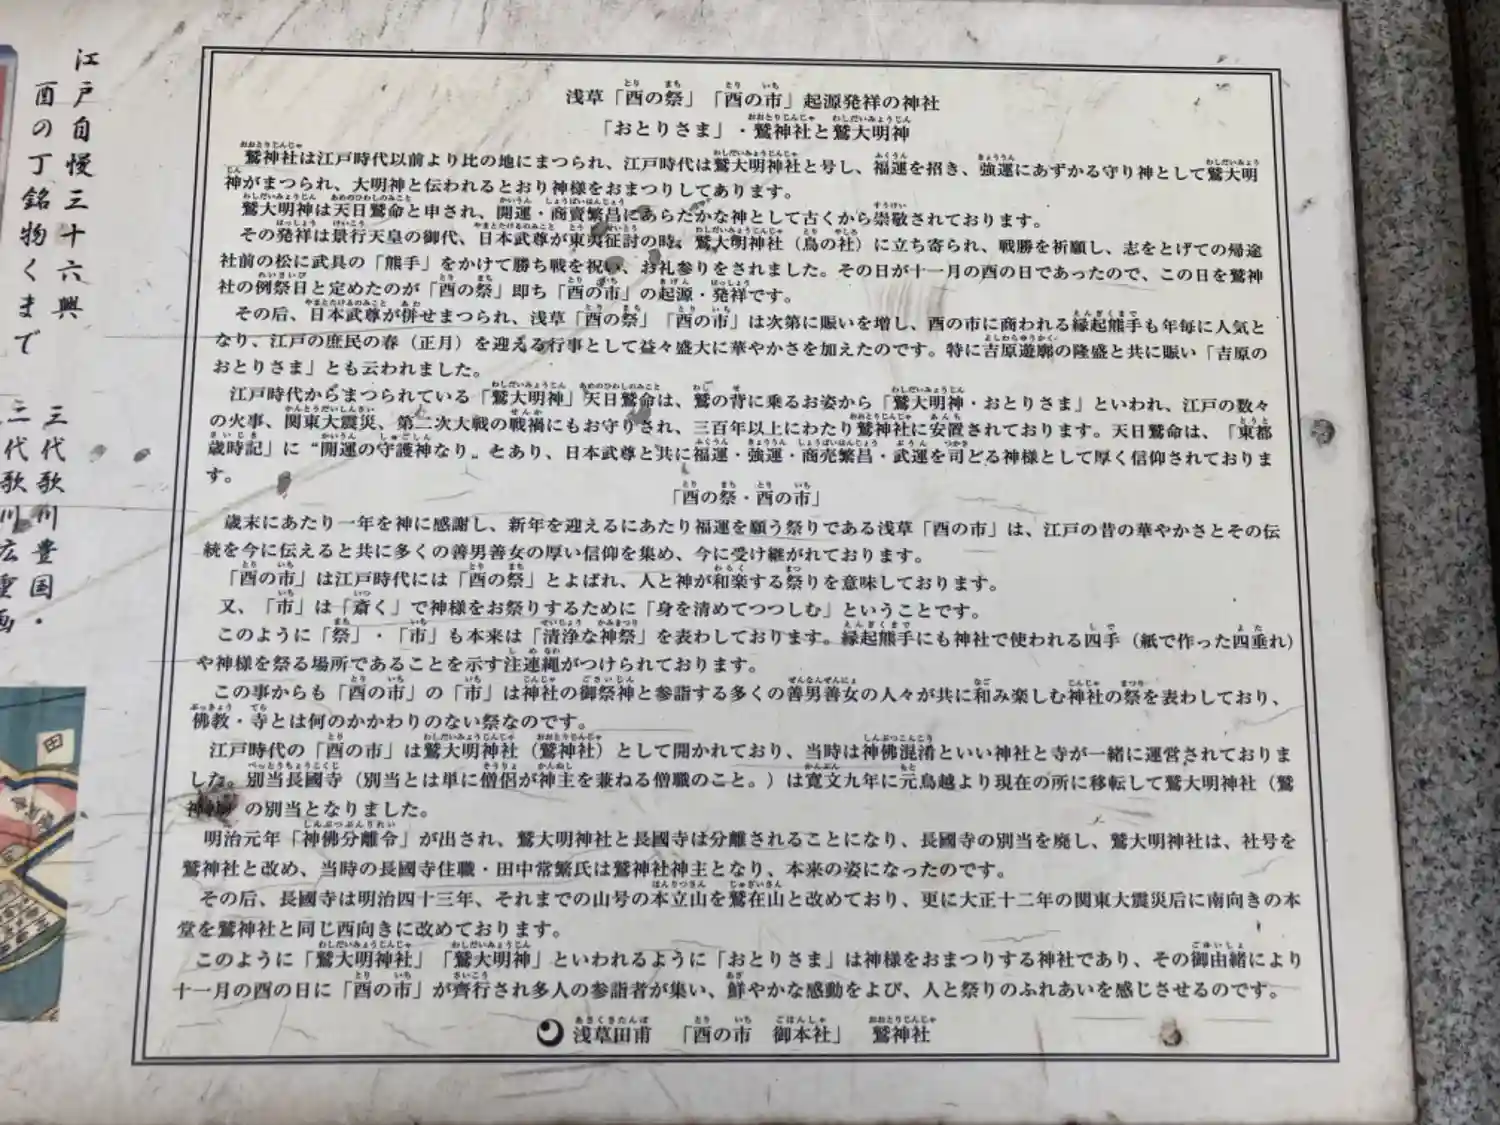 江戸自慢三十六興
酉の丁銘物くまで
三代歌川豊国・
二代歌川広重画
浅草「酉の祭」「酉の市」起源発祥の神社
「おとりさま」・鷲神社と鷲大明神
鷲神社は江戸時代以前より比の地にまつられ、江戸時代は鷲大明神社と号し、福運を招き、強運にあずかる守り神として鷲大明
神がまつられ、大明神と伝われるとおり神様をおまつりしてあります。
鷲大明神は天日鷲命と申され、開運・商賣繁昌にあらたかな神として古くから崇敬されております。
その発祥は景行天皇の御代、日本武尊が東夷征討の時、鷲大明神社（鳥の社）に立ち寄られ、戦勝を祈願し、志をとげての帰途
社前の松に武具の「熊手」をかけて勝ち戦を祝い、お礼参りをされました。その日が十一月の酉の日であったので、この日を鷲神
社の例祭日と定めたのが「酉の祭」即ち「酉の市」の起源・発祥です。
その后、日本武尊が併せまつられ、浅草「酉の祭」「酉の市」は次第に賑いを増し、酉の市に商われる縁起熊手も年毎に人気と
なり、江戸の庶民の春（正月）を迎える行事として益々盛大に華やかさを加えたのです。特に吉原遊廓の隆盛と共に賑い「吉原の
おとりさま」とも云われました。
江戸時代からまつられている「鷲大明神」天日鷲命は、鷲の背に乗るお姿から「鷲大明神・おとりさま」といわれ、江戸の数々
の火事、関東大震災、第二次大戦の戦禍にもお守りされ、三百年以上にわたり鷲神社に安置されております。天日鷲命は、「東都
歳時記」に“開運の守護神なり〟とあり、日本武尊と共に福運・強運・商売繁昌・武運を司どる神様として厚く信仰されておりま
す。
「酉の祭・酉の市」
歳末にあたり一年を神に感謝し、新年を迎えるにあたり福運を願う祭りである浅草「酉の市」は、江戸の昔の華やかさとその伝
統を今に伝えると共に多くの善男善女の厚い信仰を集め、今に受け継がれております。
「酉の市」は江戸時代には「酉の祭」とよばれ、人と神が和楽する祭りを意味しております。
又、「市」は「斎く」で神様をお祭りするために「身を清めてつつしむ」ということです。
このように「祭」・「市」も本来は「清浄な神祭」を表わしております。縁起熊手にも神社で使われる四手（紙で作った四垂れ）
や神様を祭る場所であることを示す注連縄がつけられております。
この事からも「酉の市」の「市」は神社の御祭神と参詣する多くの善男善女の人々が共に和み楽しむ神社の祭を表わしており、
佛教・寺とは何のかかわりのない祭なのです。
江戸時代の「酉の市」は鷲大明神社（鷲神社）として開かれており、当時は神佛混淆といい神社と寺が一緒に運営されておりま
した。別当長國寺（別当とは単に僧侶が神主を兼ねる僧職のこと。）は寛文九年に元鳥越より現在の所に移転して鷲大明神社（鷲
神社）の別当となりました。
明治元年「神佛分離令」が出され、鷲大明神社と長國寺は分離されることになり、長國寺の別当を廃し、鷲大明神社は、社号を
鷲神社と改め、当時の長國寺住職・田中常繁氏は鷲神社神主となり、本来の姿になったのです。
その后、長國寺は明治四十三年、それまでの山号の本立山を鷲在山と改めており、更に大正十二年の関東大震災后に南向きの本
堂を鷲神社と同じ西向きに改めております。
このように「鷲大明神社」「鷲大明神」といわれるように「おとりさま」は神様をおまつりする神社であり、その御由緒により
十一月の酉の日に「酉の市」が齊行され多人の参詣者が集い、鮮やかな感動をよび、人と祭りのふれあいを感じさせるのです。
浅草田甫　「酉の市　御本社」　鷲神社